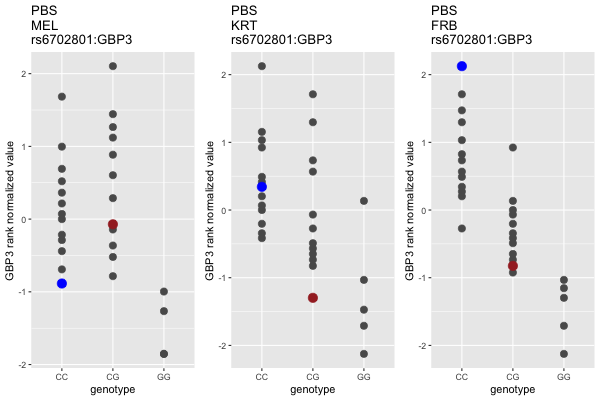 PBS
MEL
rs6702801:GBP3
GBP3 rank normalized value
2
1
0
-1
-2
CC CG GG
genotype
PBS
KRT
rs6702801:GBP3
GBP3 rank normalized value
2
1
0
-1
-2
CC CG GG
genotype
PBS
FRB
rs6702801:GBP3
GBP3 rank normalized value
2
1
0
-1
-2
CC CG GG
genotype